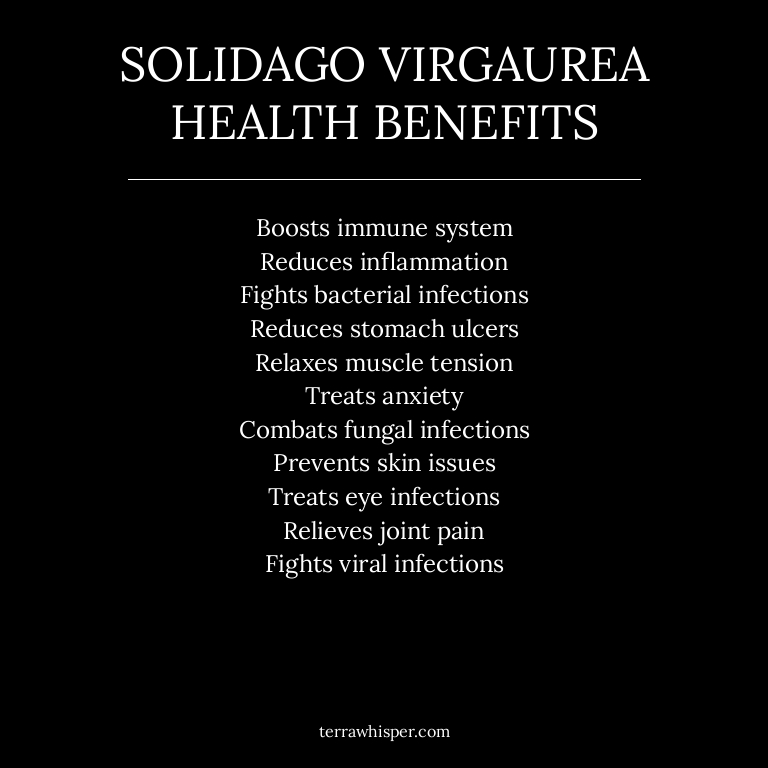 SOLIDAGO VIRGAUREA
HEALTH BENEFITS
Boosts immune system
Reduces inflammation
Fights bacterial infections
Reduces stomach ulcers
Relaxes muscle tension
Treats anxiety
Combats fungal infections
Prevents skin issues
Treats eye infections
Relieves joint pain
Fights viral infections
terrawhisper.com